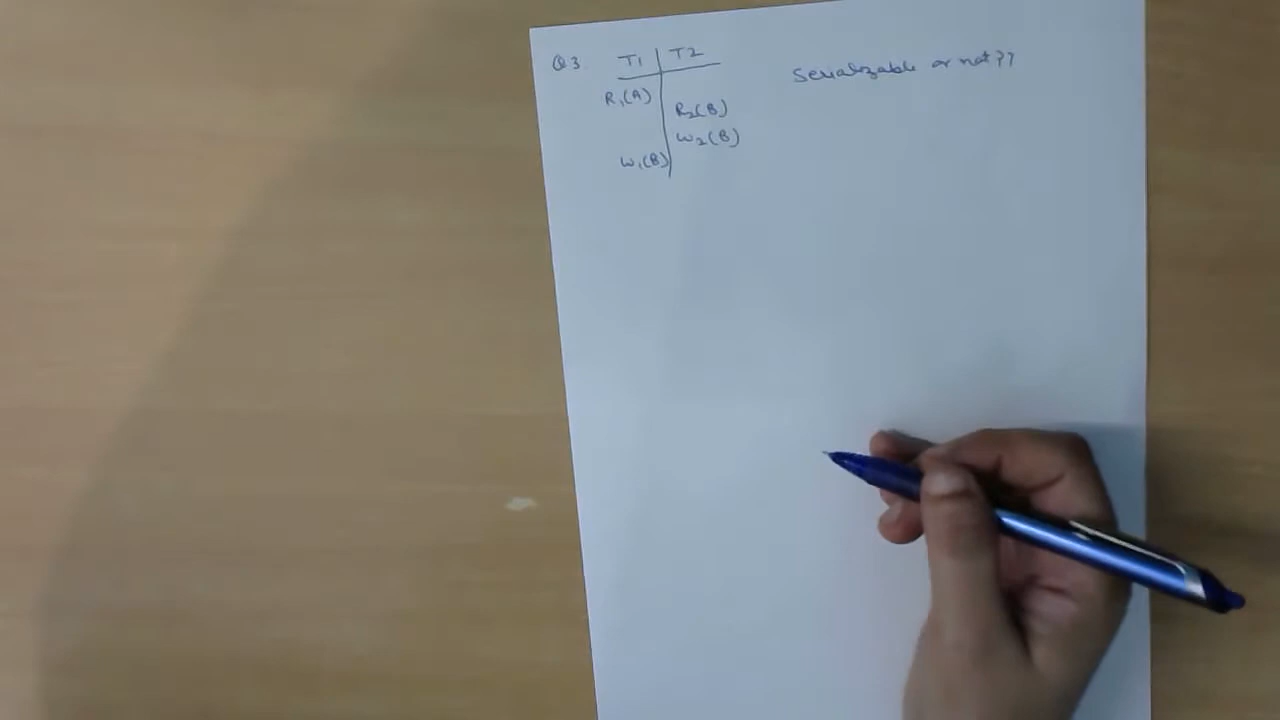 Q3. T1 | T2 Serializable or not??
R1(A)
R2(B)
W2(B)
W1(B)